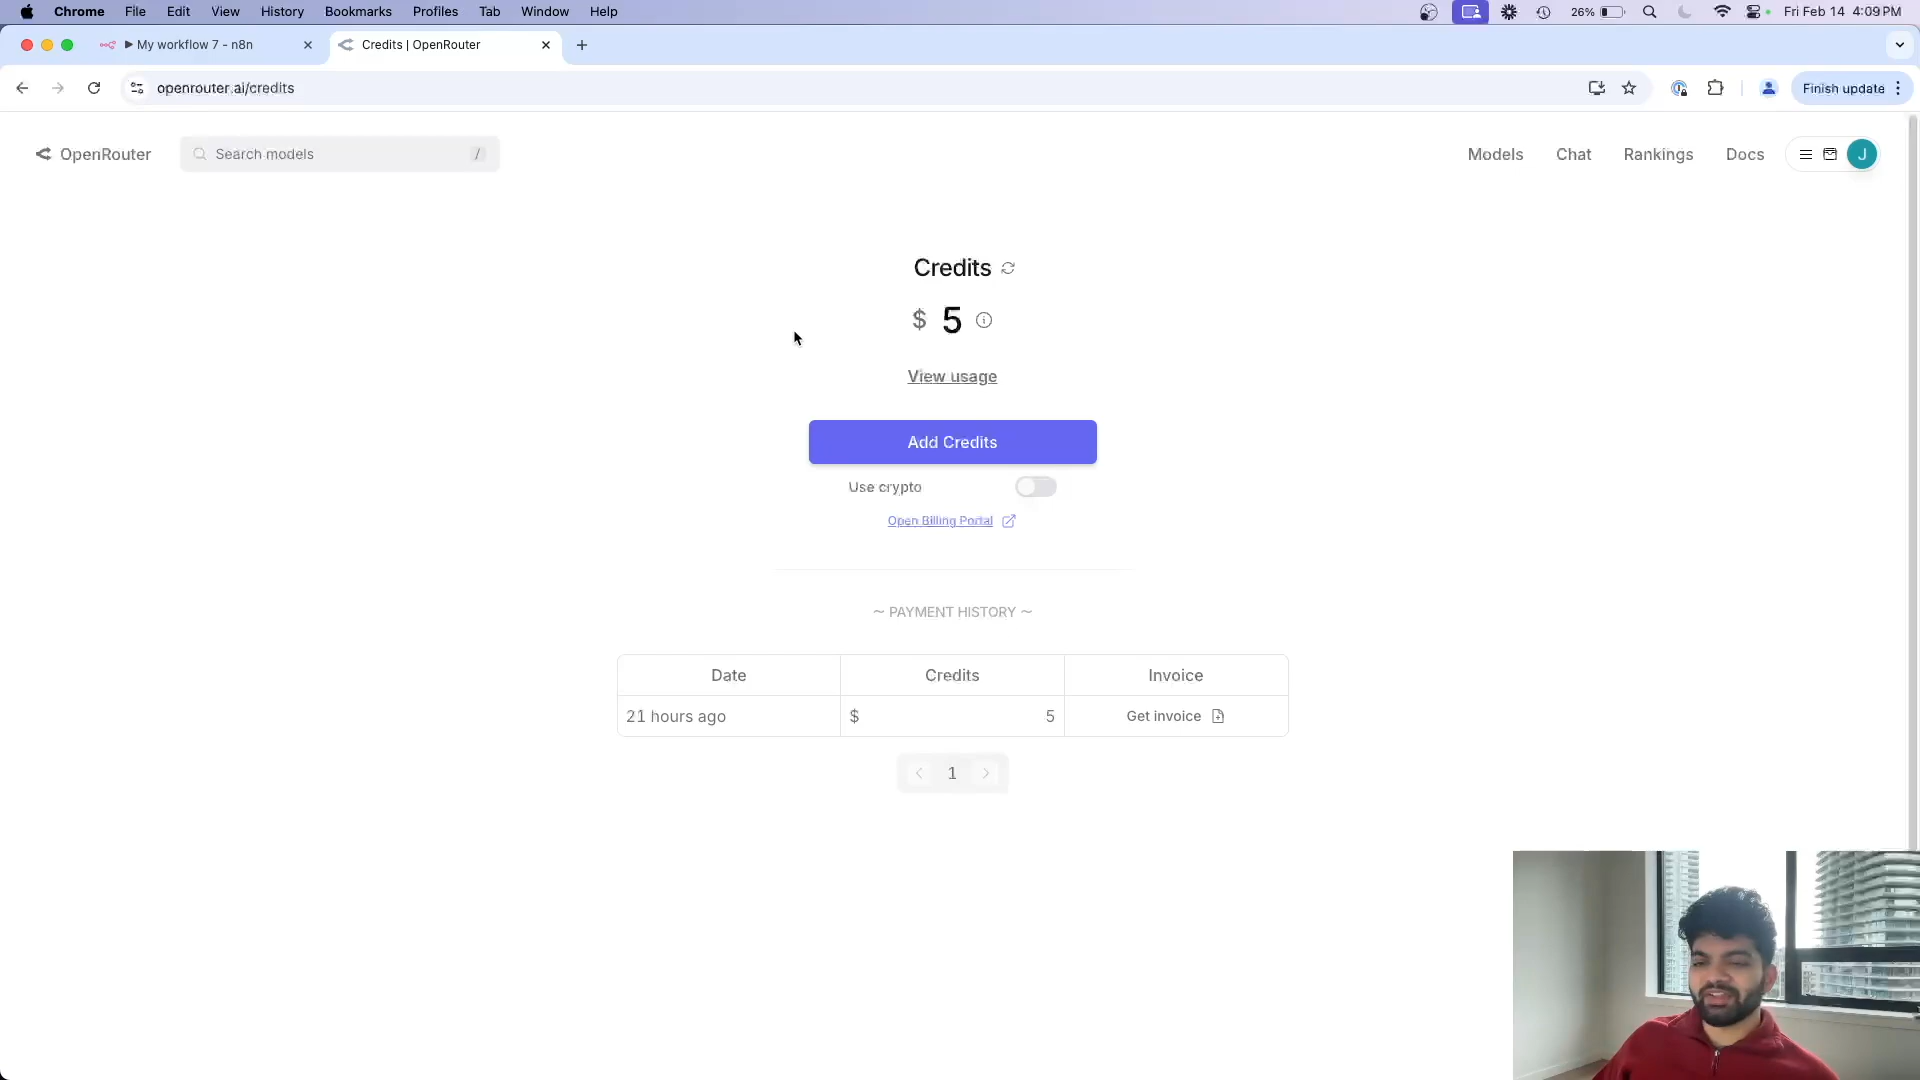 Chrome File Edit View History Bookmarks Profiles Tab Window Help 26% Fri Feb 14 4:09 PM
My workflow 7 - n8n Credits | OpenRouter
openrouter.ai/credits Finish update
OpenRouter Search models / Models Chat Rankings Docs J
Credits
$ 5
View usage
Add Credits
Use crypto
Open Billing Portal
~ PAYMENT HISTORY ~
Date Credits Invoice
21 hours ago $ 5 Get invoice
1